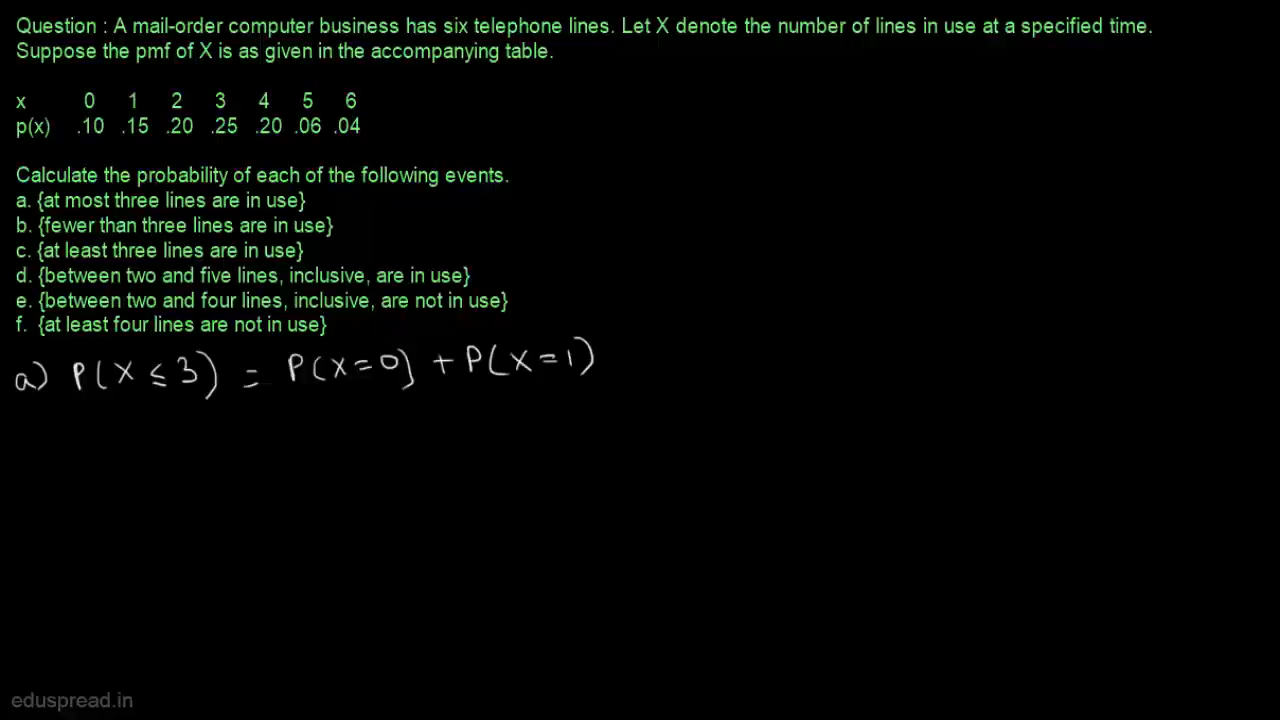 Question : A mail-order computer business has six telephone lines. Let X denote the number of lines in use at a specified time.
Suppose the pmf of X is as given in the accompanying table.
x 0 1 2 3 4 5 6
p(x) .10 .15 .20 .25 .20 .06 .04
Calculate the probability of each of the following events.
a. {at most three lines are in use}
b. {fewer than three lines are in use}
c. {at least three lines are in use}
d. {between two and five lines, inclusive, are in use}
e. {between two and four lines, inclusive, are not in use}
f. {at least four lines are not in use}
a) P(X ≤ 3) = P(X=0) + P(X=1)
eduspread.in